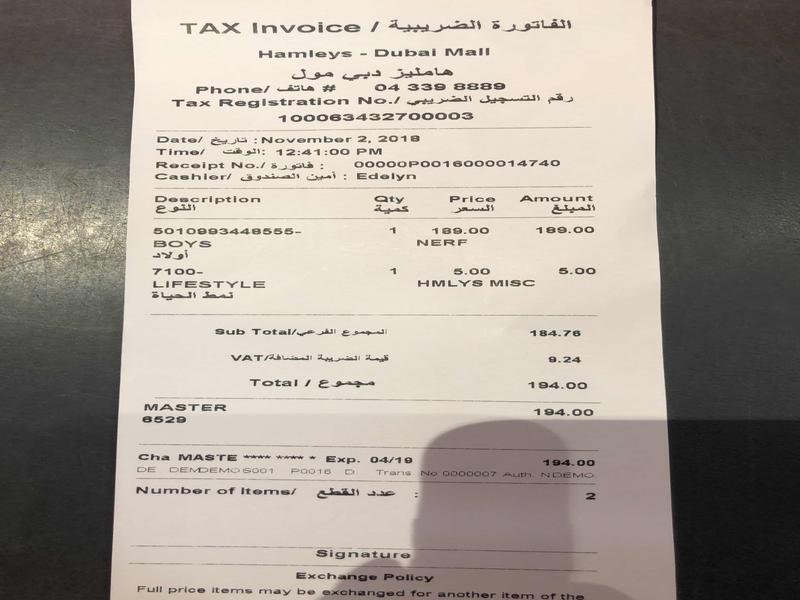 TAX Invoice / الفاتورة الضريبية
Hamleys - Dubai Mall
هامليز دبي مول
Phone/ هاتف # 04 339 8889
Tax Registration No./ رقم التسجيل الضريبي
100063432700003
Date/ تاريخ : November 2, 2018
Time/ الوقت: 12:41:00 PM
Receipt No./ فاتورة : 00000P0016000014740
Cashier/ أمين الصندوق : Edelyn
Description Qty Price Amount
النوع كمية السعر المبلغ
5010993448555- 1 189.00 189.00
BOYS NERF
أولاد
7100- 1 5.00 5.00
LIFESTYLE HMLYS MISC
نمط الحياة
Sub Total/المجموع الفرعي 184.76
VAT/قيمة الضريبة المضافة 9.24
Total / مجموع 194.00
MASTER 194.00
6529
Cha MASTE **** **** * Exp. 04/19 194.00
DE DEMDEMOS001 P0016 D Trans. No 0000007 Auth. NDEMO
Number of Items/ عدد القطع : 2
Signature
Exchange Policy
Full price items may be exchanged for another item of the